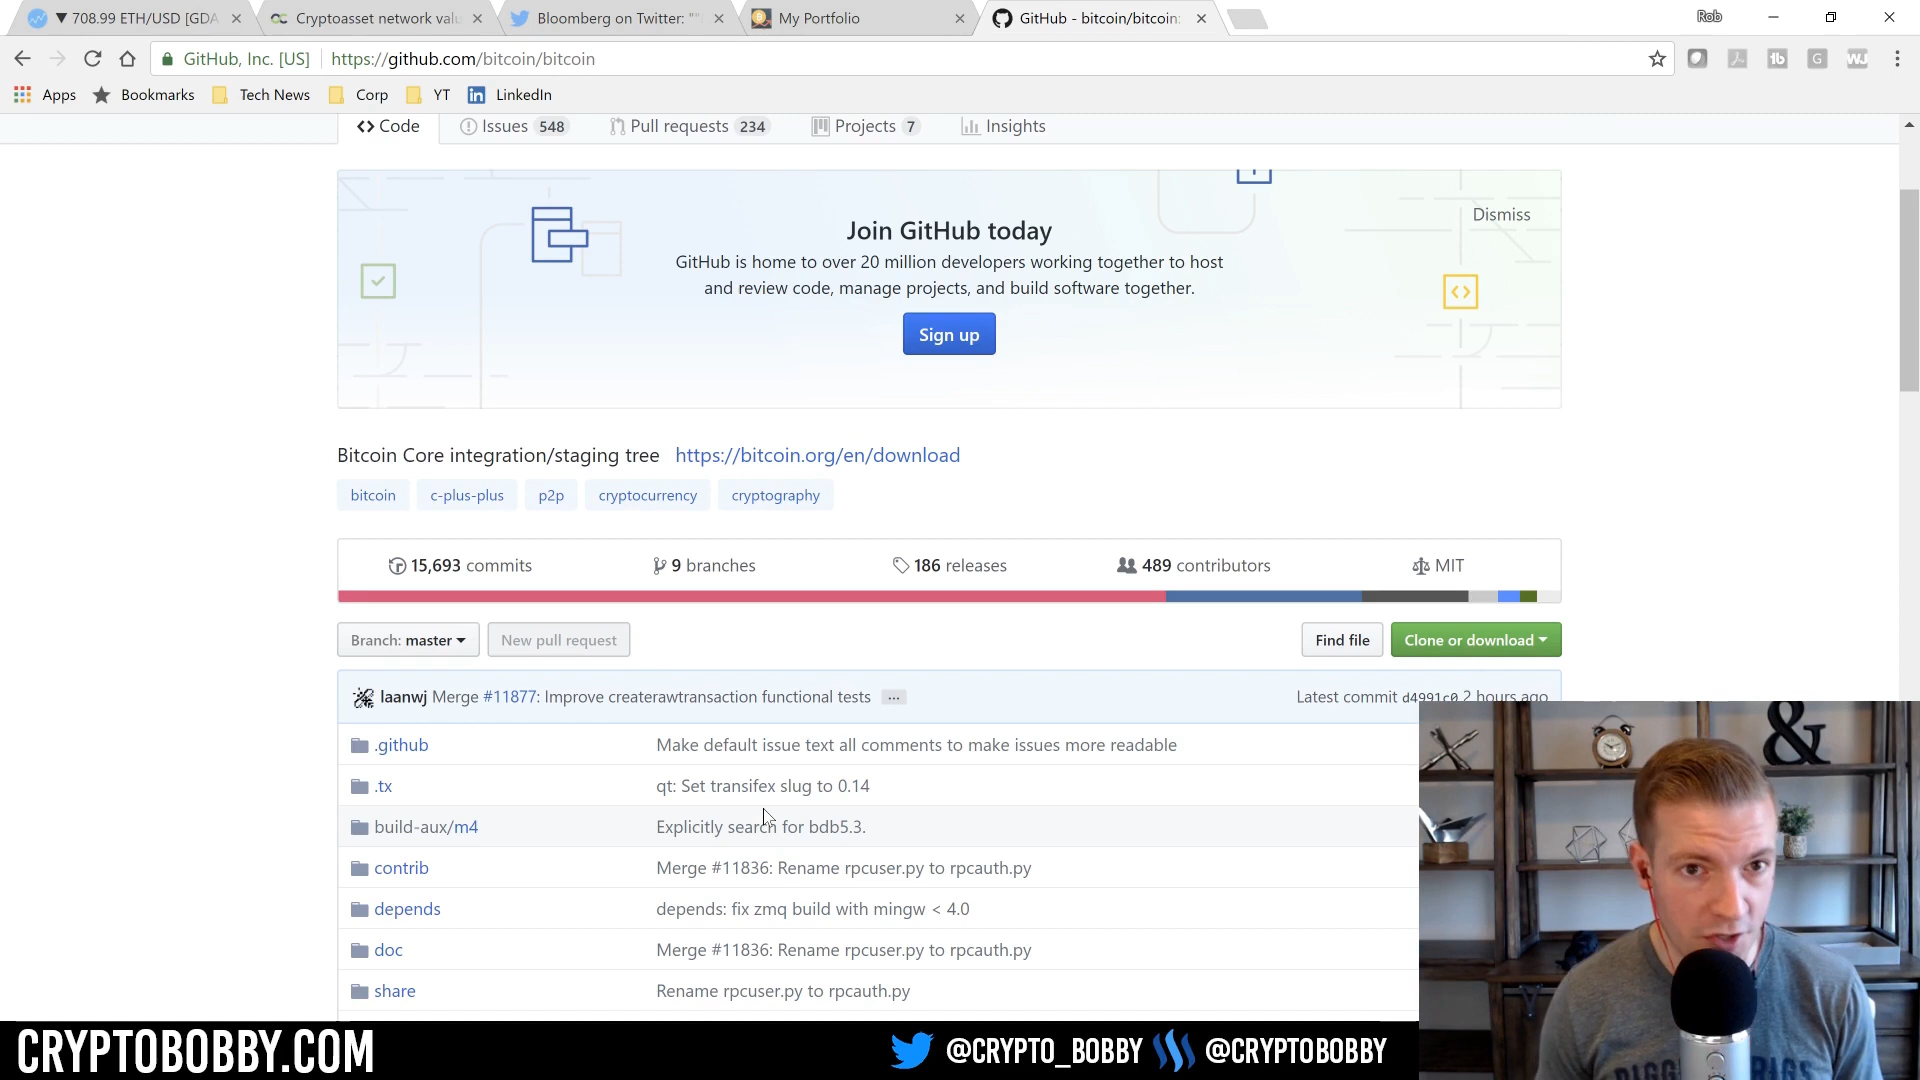 ▼ 708.99 ETH/USD [GDA
Cryptoasset network valu
Bloomberg on Twitter: "
My Portfolio
GitHub - bitcoin/bitcoin:
Rob
GitHub, Inc. [US]
https://github.com/bitcoin/bitcoin
Apps
Bookmarks
Tech News
Corp
YT
LinkedIn
Code
Issues 548
Pull requests 234
Projects 7
Insights
Join GitHub today
Dismiss
GitHub is home to over 20 million developers working together to host
and review code, manage projects, and build software together.
Sign up
Bitcoin Core integration/staging tree https://bitcoin.org/en/download
bitcoin
c-plus-plus
p2p
cryptocurrency
cryptography
15,693 commits
9 branches
186 releases
489 contributors
MIT
Branch: master
New pull request
Find file
Clone or download
laanwj Merge #11877: Improve createrawtransaction functional tests ...
Latest commit d4991c0 2 hours ago
.github
Make default issue text all comments to make issues more readable
.tx
qt: Set transifex slug to 0.14
build-aux/m4
Explicitly search for bdb5.3.
contrib
Merge #11836: Rename rpcuser.py to rpcauth.py
depends
depends: fix zmq build with mingw < 4.0
doc
Merge #11836: Rename rpcuser.py to rpcauth.py
share
Rename rpcuser.py to rpcauth.py
&
CRYPTOBOBBY.COM
@CRYPTO_BOBBY
@CRYPTOBOBBY